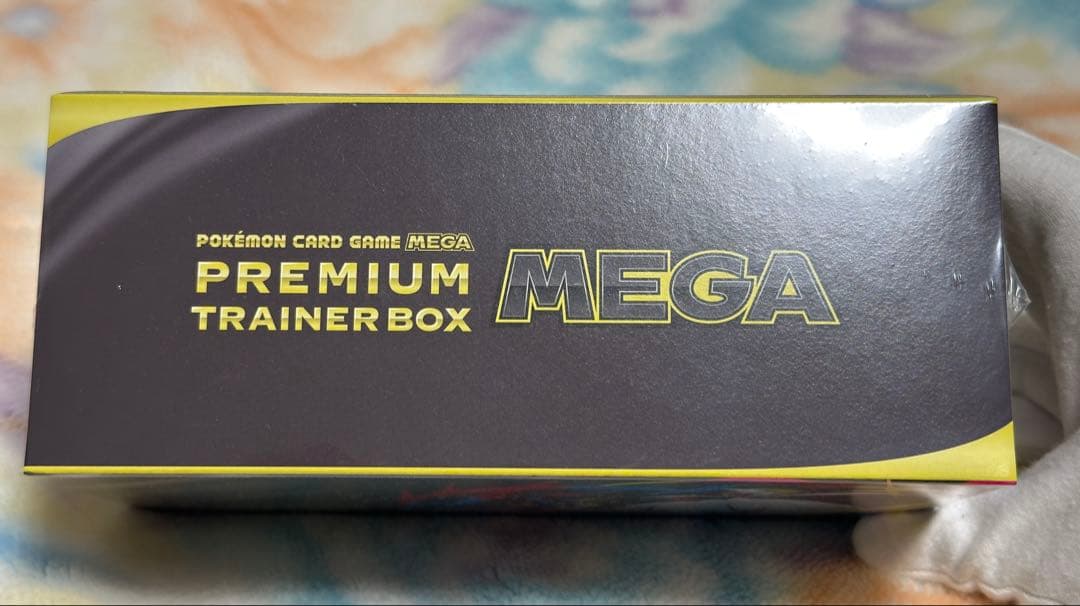 POKÉMON CARD GAME MEGA
PREMIUM
TRAINER BOX
MEGA